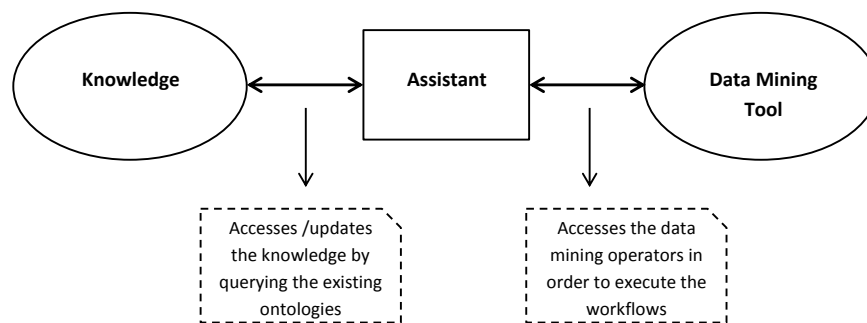 Knowledge
Assistant
Data Mining
Tool
Accesses /updates
the knowledge by
querying the existing
ontologies
Accesses the data
mining operators in
order to execute the
workflows